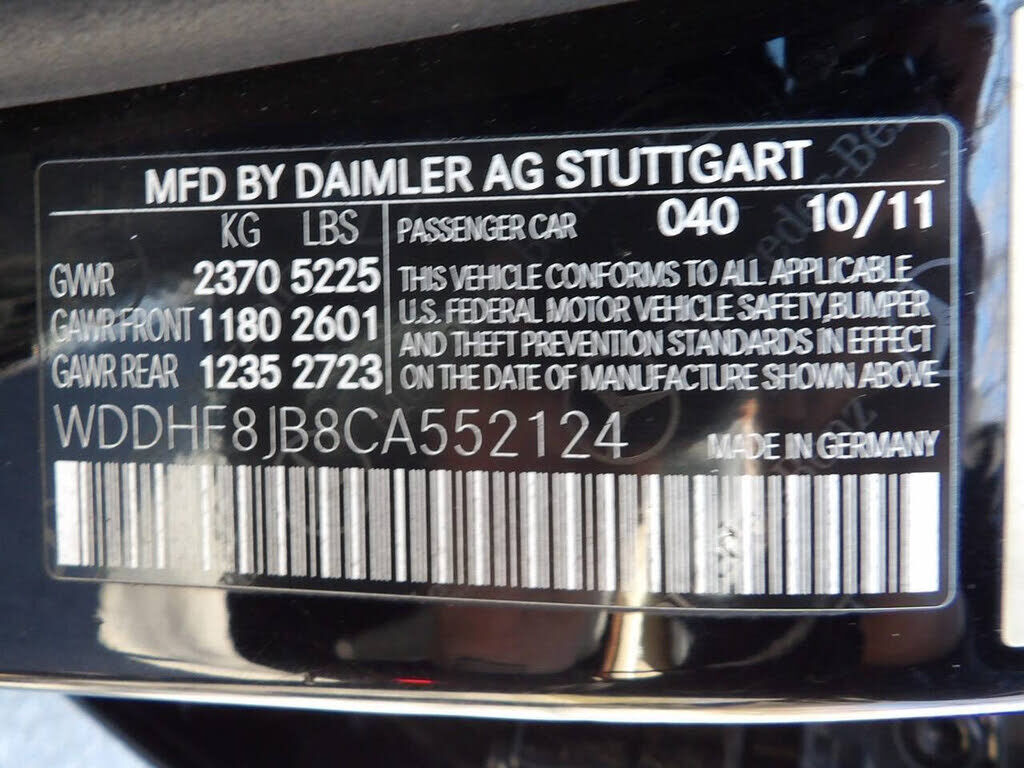 MFD BY DAIMLER AG STUTTGART
KG LBS
GVWR 2370 5225
GAWR FRONT 1180 2601
GAWR REAR 1235 2723
PASSENGER CAR 040 10/11
THIS VEHICLE CONFORMS TO ALL APPLICABLE
U.S. FEDERAL MOTOR VEHICLE SAFETY,BUMPER
AND THEFT PREVENTION STANDARDS IN EFFECT
ON THE DATE OF MANUFACTURE SHOWN ABOVE
WDDHF8JB8CA552124
MADE IN GERMANY